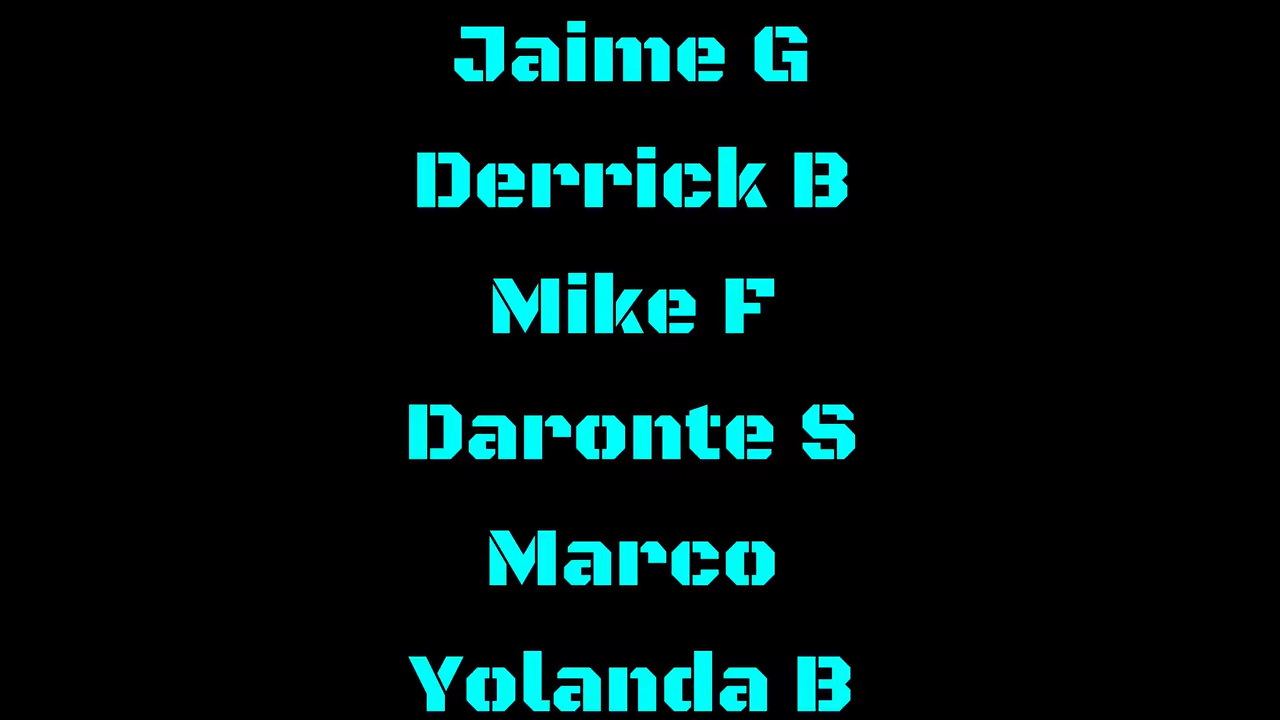 Jaime G
Derrick B
Mike F
Daronte S
Marco
Yolanda B